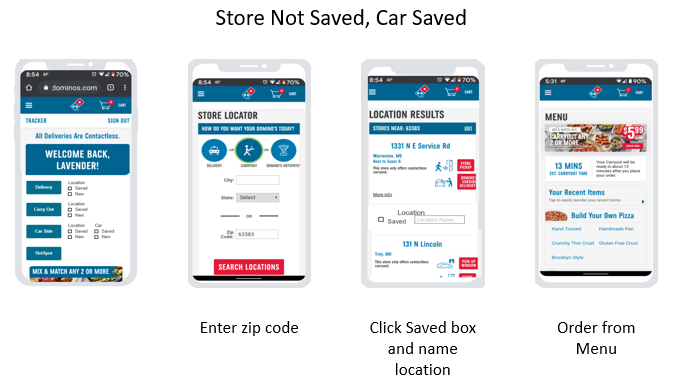 Store Not Saved, Car Saved
8:54 70%
dominos.com
CART
TRACKER SIGN OUT
All Deliveries are Contactless.
WELCOME BACK,
LAVENDER!
Delivery
Location
Saved
New
Carry Out
Location
Saved
New
Car Side
Location Car
Saved Saved
New New
HotSpot
MIX & MATCH ANY 2 OR MORE
8:54 70%
CART
STORE LOCATOR
HOW DO YOU WANT YOUR DOMINO'S TODAY?
OR OR
DELIVERY CARRYOUT DOMINO'S HOTSPOTS
City:
State: Select
OR
Zip
Code: 63383
SEARCH LOCATIONS
8:54 70%
CART
LOCATION RESULTS
STORES NEAR: 63383 EDIT
1331 N E Service Rd
Warrenton, MO
Next to Super 8
This store only offers contactless
carryout.
STORE
PICKUP
DOMINO'S
CARSIDE
DELIVERY
More info
Location
Saved Location Name
131 N Lincoln
Troy, MO
This store only offers contactless
carryout.
PICK-UP
WINDOW
5:31 90%
CART
MENU
CARRYOUT ANY
2 OR MORE
$5.99
13 MINS
EST CARRYOUT TIME
Your Carryout will be
ready in about 13
minutes after you place
your order.
Your Recent Items
Tap to easily reorder your recent items.
Build Your Own Pizza
Hand Tossed Handmade Pan
Crunchy Thin Crust Gluten Free Crust
Brooklyn Style
Enter zip code
Click Saved box
and name
location
Order from
Menu